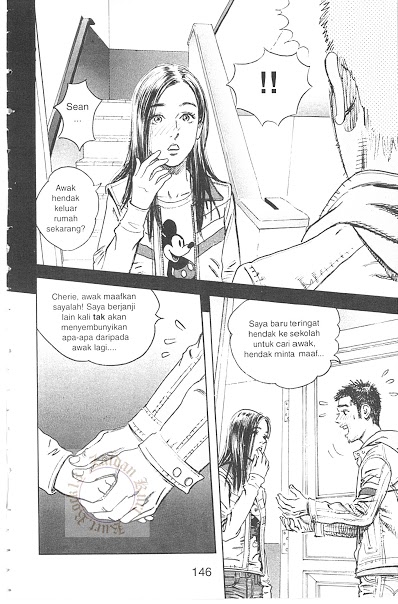 !!
Sean
...
Awak
hendak
keluar
rumah
sekarang?
Cherie, awak maafkan
sayalah! Saya berjanji
lain kali tak akan
menyembunyikan
apa-apa daripada
awak lagi....
Saya baru teringat
hendak ke sekolah
untuk cari awak,
hendak minta maaf...
146